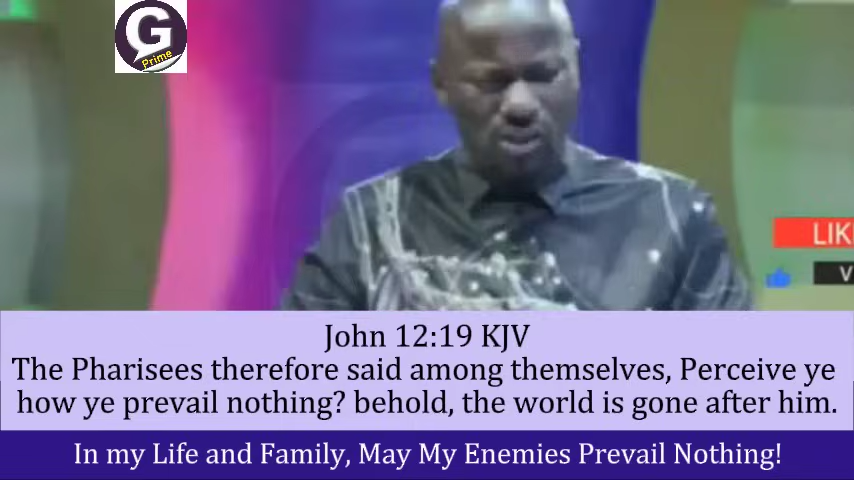 G
Prime
LIK
V
John 12:19 KJV
The Pharisees therefore said among themselves, Perceive ye
how ye prevail nothing? behold, the world is gone after him.
In my Life and Family, May My Enemies Prevail Nothing!